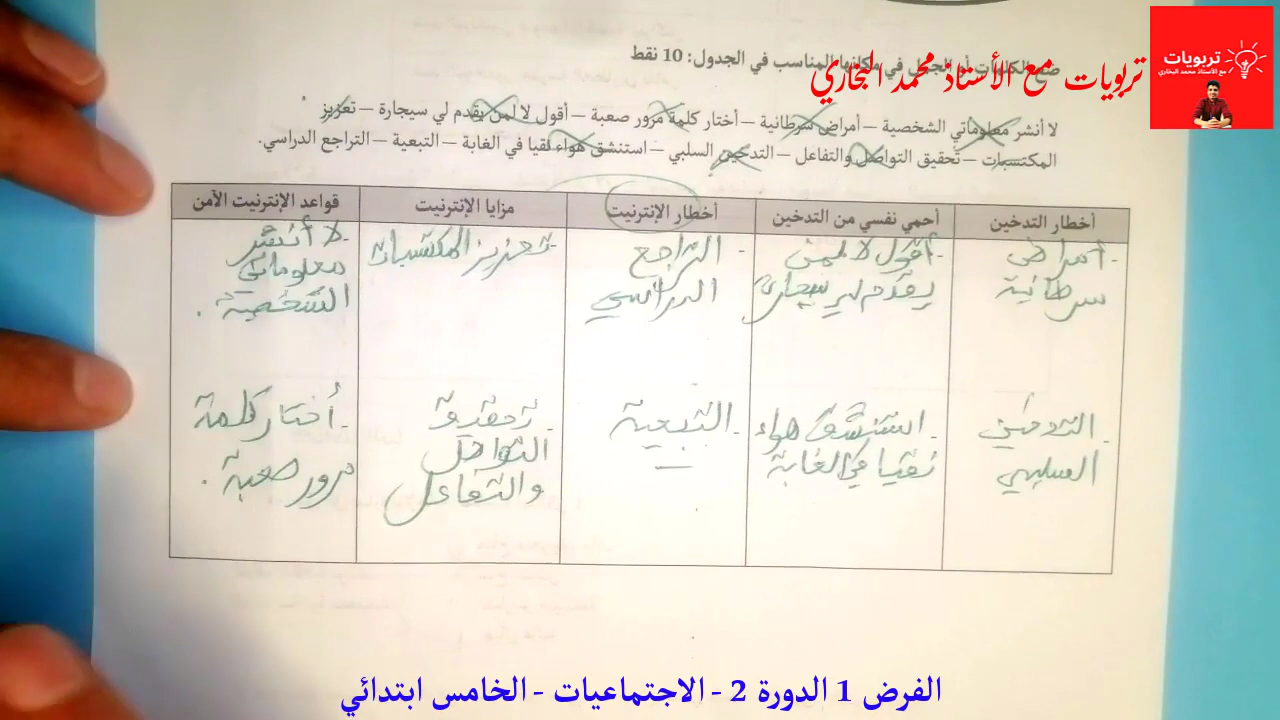 تربويات
مع الأستاذ محمد البخاري
تربويات مع الأستاذ محمد البخاري
في مكانها المناسب في الجدول: 10 نقط
لا أنشر معلوماتي الشخصية – أمراض سرطانية – أختار كلمة مرور صعبة – أقول لا لمن يقدم لي سيجارة – تعزيز
المكتسبات – تحقيق التواصل والتفاعل – التدخين السلبي – استنشق هواء نقيا في الغابة – التبعية – التراجع الدراسي.
أخطار التدخين
أحمي نفسي من التدخين
أخطار الإنترنيت
مزايا الإنترنيت
قواعد الإنترنيت الآمن
- أمراض
سرطانية
- أقول لا لمن
يقدم لي سيجارة
- التراجع
الدراسي
- تعزيز المكتسبات
- لا أنشر
معلوماتي
الشخصية.
- التدخين
السلبي
- استنشق هواء
نقيا في الغابة
- التبعية
- تحقيق
التواصل
والتفاعل
- أختار كلمة
مرور صعبة.
الفرض 1 الدورة 2 - الاجتماعيات - الخامس ابتدائي